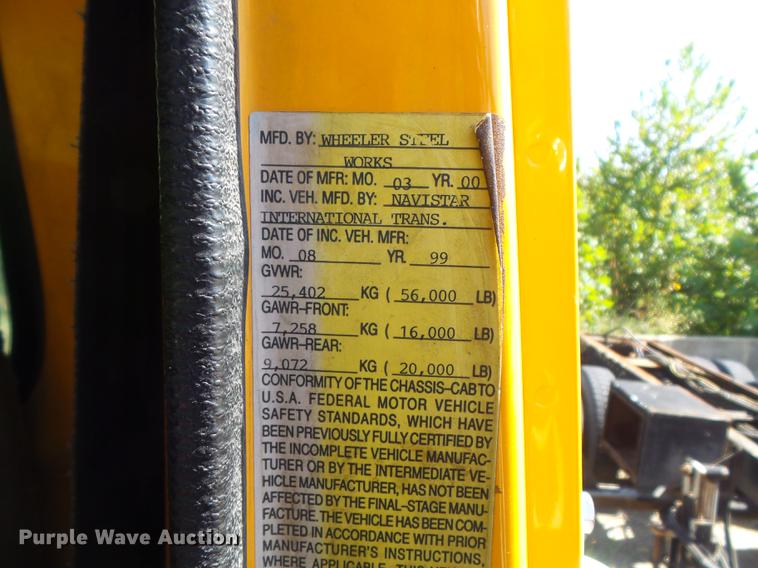 MFD. BY: WHEELER STEEL
WORKS
DATE OF MFR: MO. 03 YR. 00
INC. VEH. MFD. BY: NAVISTAR
INTERNATIONAL TRANS.
DATE OF INC. VEH. MFR:
MO. 08 YR. 99
GVWR:
25,402 KG ( 56,000 LB)
GAWR-FRONT:
7,258 KG ( 16,000 LB)
GAWR-REAR:
9,072 KG ( 20,000 LB)
CONFORMITY OF THE CHASSIS-CAB TO
U.S.A. FEDERAL MOTOR VEHICLE
SAFETY STANDARDS, WHICH HAVE
BEEN PREVIOUSLY FULLY CERTIFIED BY
THE INCOMPLETE VEHICLE MANUFAC-
TURER OR BY THE INTERMEDIATE VE-
HICLE MANUFACTURER, HAS NOT BEEN
AFFECTED BY THE FINAL-STAGE MANU-
FACTURE. THE VEHICLE HAS BEEN COM-
PLETED IN ACCORDANCE WITH PRIOR
MANUFACTURER'S INSTRUCTIONS,
WHERE APPLICABLE. THIS
Purple Wave Auction.